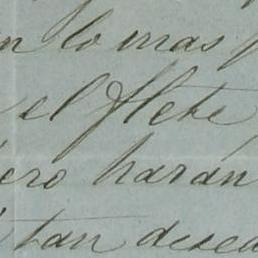 n lo mas p
el flete
ero harán
tan desea